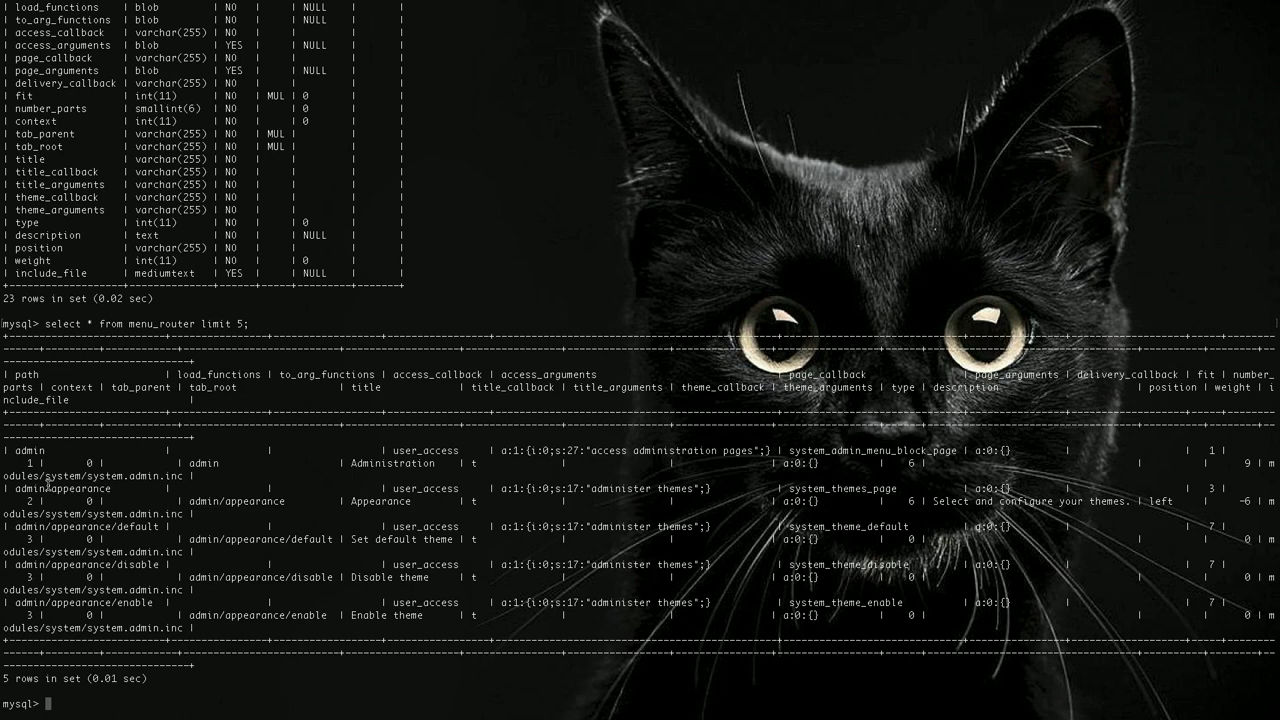 | load_functions    | blob         | NO   |     | NULL    |       |
| to_arg_functions  | blob         | NO   |     | NULL    |       |
| access_callback   | varchar(255) | NO   |     |         |       |
| access_arguments  | blob         | YES  |     | NULL    |       |
| page_callback     | varchar(255) | NO   |     |         |       |
| page_arguments    | blob         | YES  |     | NULL    |       |
| delivery_callback | varchar(255) | NO   |     |         |       |
| fit               | int(11)      | NO   | MUL | 0       |       |
| number_parts      | smallint(6)  | NO   |     | 0       |       |
| context           | int(11)      | NO   |     | 0       |       |
| tab_parent        | varchar(255) | NO   | MUL |         |       |
| tab_root          | varchar(255) | NO   | MUL |         |       |
| title             | varchar(255) | NO   |     |         |       |
| title_callback    | varchar(255) | NO   |     |         |       |
| title_arguments   | varchar(255) | NO   |     |         |       |
| theme_callback    | varchar(255) | NO   |     |         |       |
| theme_arguments   | varchar(255) | NO   |     |         |       |
| type              | int(11)      | NO   |     | 0       |       |
| description       | text         | NO   |     | NULL    |       |
| position          | varchar(255) | NO   |     |         |       |
| weight            | int(11)      | NO   |     | 0       |       |
| include_file      | mediumtext   | YES  |     | NULL    |       |
23 rows in set (0.02 sec)
mysql> select * from menu_router limit 5;
| path | load_functions | to_arg_functions | access_callback | access_arguments | page_callback | page_arguments | delivery_callback | fit | number_
parts | context | tab_parent | tab_root | title | title_callback | title_arguments | theme_callback | theme_arguments | type | description | position | weight | i
nclude_file |
| admin | | | user_access | a:1:{i:0;s:27:"access administration pages";} | system_admin_menu_block_page | a:0:{} | | 1 |
1 | 0 | | admin | Administration | t | | | a:0:{} | 6 | | | 9 | m
odules/system/system.admin.inc |
| admin/appearance | | | user_access | a:1:{i:0;s:17:"administer themes";} | system_themes_page | a:0:{} | | 3 |
2 | 0 | | admin/appearance | Appearance | t | | | a:0:{} | 6 | Select and configure your themes. | left | -6 | m
odules/system/system.admin.inc |
| admin/appearance/default | | | user_access | a:1:{i:0;s:17:"administer themes";} | system_theme_default | a:0:{} | | 7 |
3 | 0 | | admin/appearance/default | Set default theme | t | | | a:0:{} | 0 | | | 0 | m
odules/system/system.admin.inc |
| admin/appearance/disable | | | user_access | a:1:{i:0;s:17:"administer themes";} | system_theme_disable | a:0:{} | | 7 |
3 | 0 | | admin/appearance/disable | Disable theme | t | | | a:0:{} | 0 | | | 0 | m
odules/system/system.admin.inc |
| admin/appearance/enable | | | user_access | a:1:{i:0;s:17:"administer themes";} | system_theme_enable | a:0:{} | | 7 |
3 | 0 | | admin/appearance/enable | Enable theme | t | | | a:0:{} | 0 | | | 0 | m
odules/system/system.admin.inc |
5 rows in set (0.01 sec)
mysql>